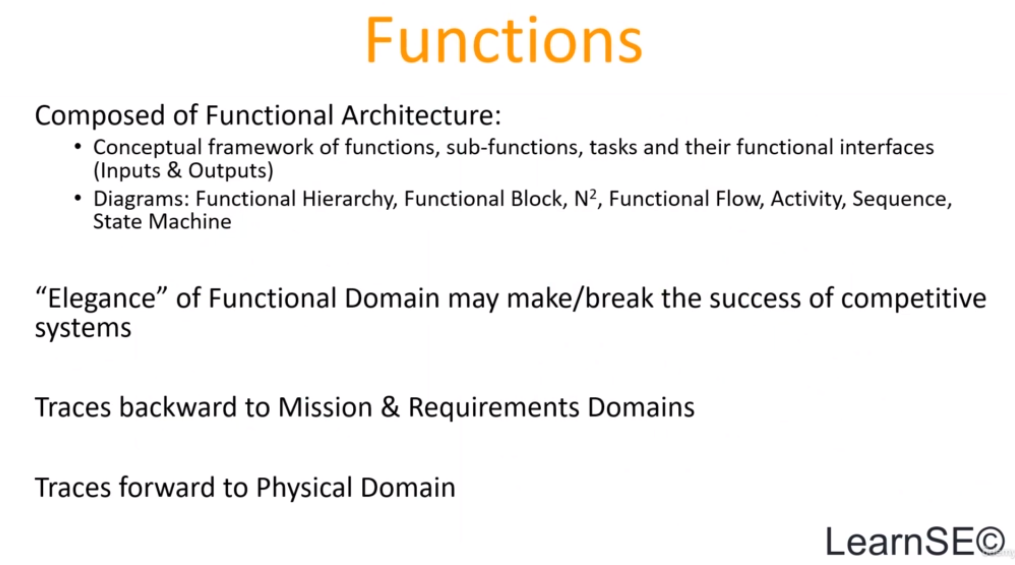 Functions
Composed of Functional Architecture:
• Conceptual framework of functions, sub-functions, tasks and their functional interfaces
(Inputs & Outputs)
• Diagrams: Functional Hierarchy, Functional Block, N², Functional Flow, Activity, Sequence,
State Machine
“Elegance” of Functional Domain may make/break the success of competitive
systems
Traces backward to Mission & Requirements Domains
Traces forward to Physical Domain
LearnSE©